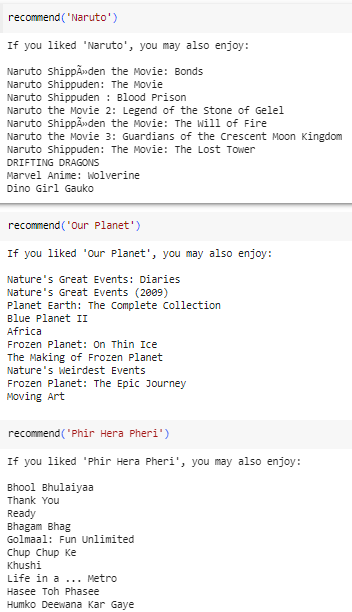 recommend('Naruto')
If you liked 'Naruto', you may also enjoy:
Naruto ShippÃ»den the Movie: Bonds
Naruto Shippuden: The Movie
Naruto Shippuden : Blood Prison
Naruto the Movie 2: Legend of the Stone of Gelel
Naruto ShippÃ»den the Movie: The Will of Fire
Naruto the Movie 3: Guardians of the Crescent Moon Kingdom
Naruto Shippuden: The Movie: The Lost Tower
DRIFTING DRAGONS
Marvel Anime: Wolverine
Dino Girl Gauko
recommend('Our Planet')
If you liked 'Our Planet', you may also enjoy:
Nature's Great Events: Diaries
Nature's Great Events (2009)
Planet Earth: The Complete Collection
Blue Planet II
Africa
Frozen Planet: On Thin Ice
The Making of Frozen Planet
Nature's Weirdest Events
Frozen Planet: The Epic Journey
Moving Art
recommend('Phir Hera Pheri')
If you liked 'Phir Hera Pheri', you may also enjoy:
Bhool Bhulaiyaa
Thank You
Ready
Bhagam Bhag
Golmaal: Fun Unlimited
Chup Chup Ke
Khushi
Life in a ... Metro
Hasee Toh Phasee
Humko Deewana Kar Gaye